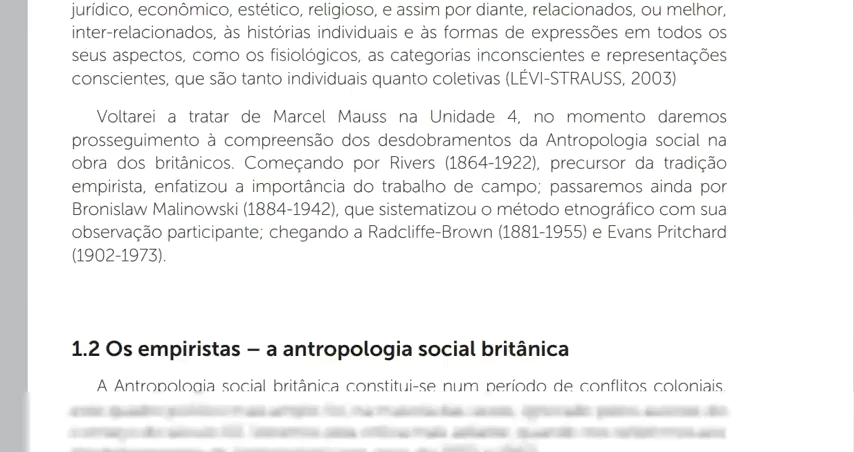 jurídico, econômico, estético, religioso, e assim por diante, relacionados, ou melhor,
inter-relacionados, às histórias individuais e às formas de expressões em todos os
seus aspectos, como os fisiológicos, as categorias inconscientes e representações
conscientes, que são tanto individuais quanto coletivas (LÉVI-STRAUSS, 2003)
Voltarei a tratar de Marcel Mauss na Unidade 4, no momento daremos
prosseguimento à compreensão dos desdobramentos da Antropologia social na
obra dos britânicos. Começando por Rivers (1864-1922), precursor da tradição
empirista, enfatizou a importância do trabalho de campo; passaremos ainda por
Bronislaw Malinowski (1884-1942), que sistematizou o método etnográfico com sua
observação participante; chegando a Radcliffe-Brown (1881-1955) e Evans Pritchard
(1902-1973).
1.2 Os empiristas – a antropologia social britânica
A Antropologia social britânica constitui-se num período de conflitos coloniais,